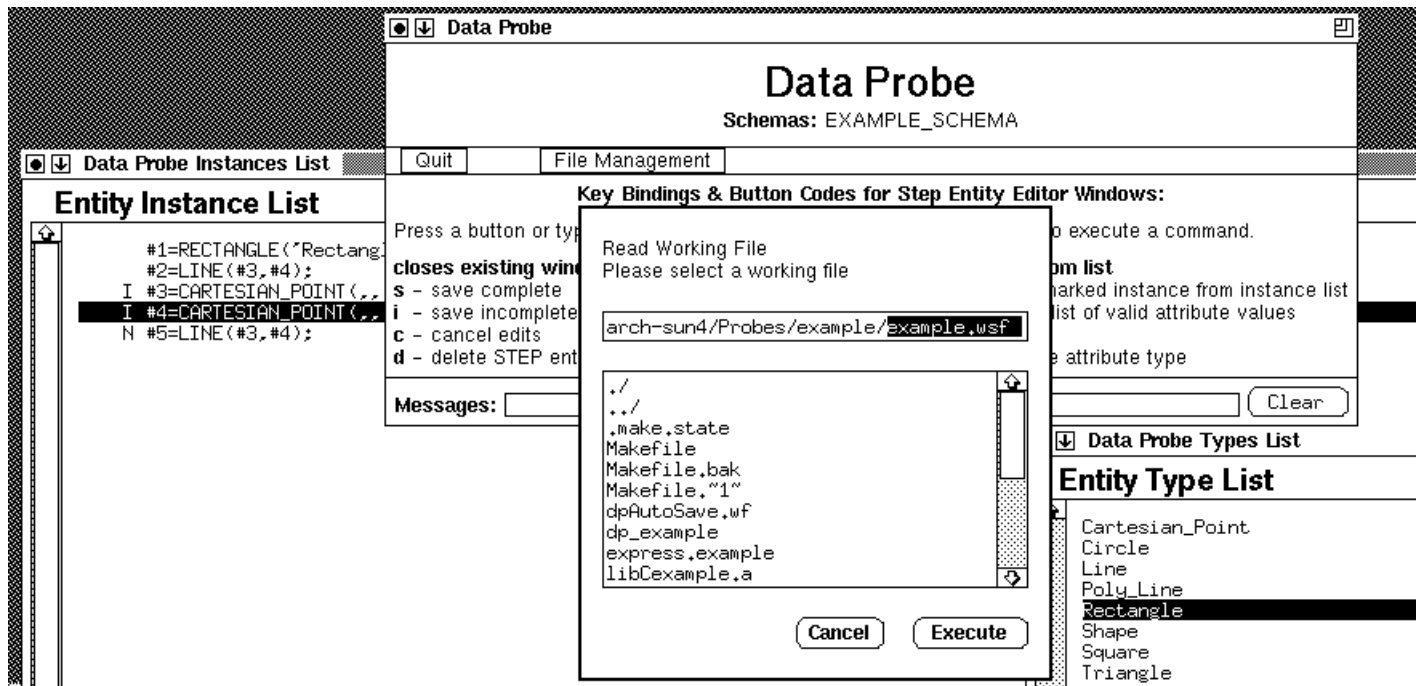 Data Probe
Data Probe
Schemas: EXAMPLE_SCHEMA
Quit
File Management
Key Bindings & Button Codes for Step Entity Editor Windows:
Press a button or
o execute a command.
closes existing
om list
s - save complete
marked instance from instance list
i - save incomplete
list of valid attribute values
c - cancel edits
d - delete STEP
attribute type
Messages:
Clear
Data Probe Instances List
Entity Instance List
#1=RECTANGLE("Rectang
#2=LINE(#3,#4);
I #3=CARTESIAN_POINT(,,
I #4=CARTESIAN_POINT(,,
N #5=LINE(#3,#4);
Read Working File
Please select a working file
arch-sun4/Probes/example/example.wsf
./
../
.make.state
Makefile
Makefile.bak
Makefile."1"
dpAutoSave.wf
dp_example
express.example
libCexample.a
Cancel
Execute
Data Probe Types List
Entity Type List
Cartesian_Point
Circle
Line
Poly_Line
Rectangle
Shape
Square
Triangle